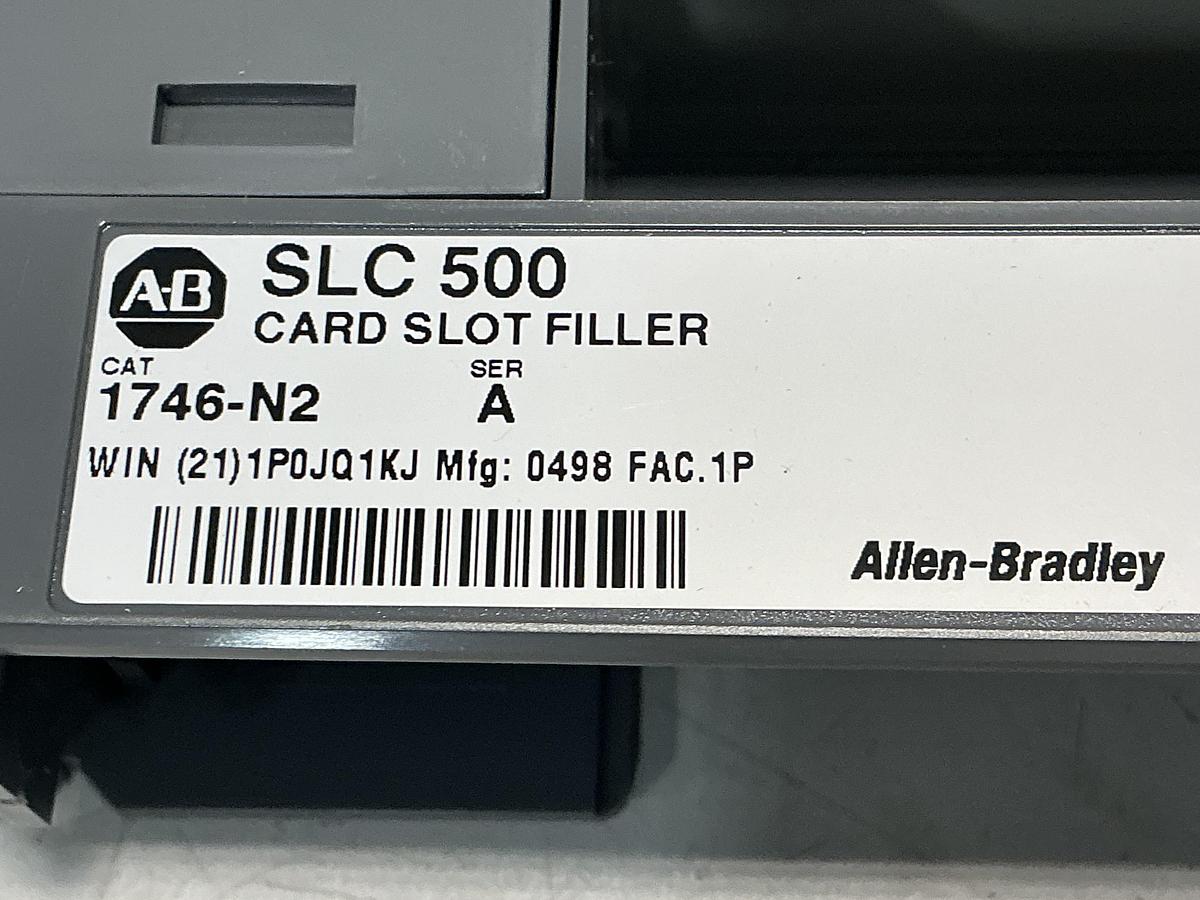 A-B
SLC 500
CARD SLOT FILLER
CAT SER
1746-N2 A
WIN (21)1P0JQ1KJ Mfg: 0498 FAC.1P
Allen-Bradley